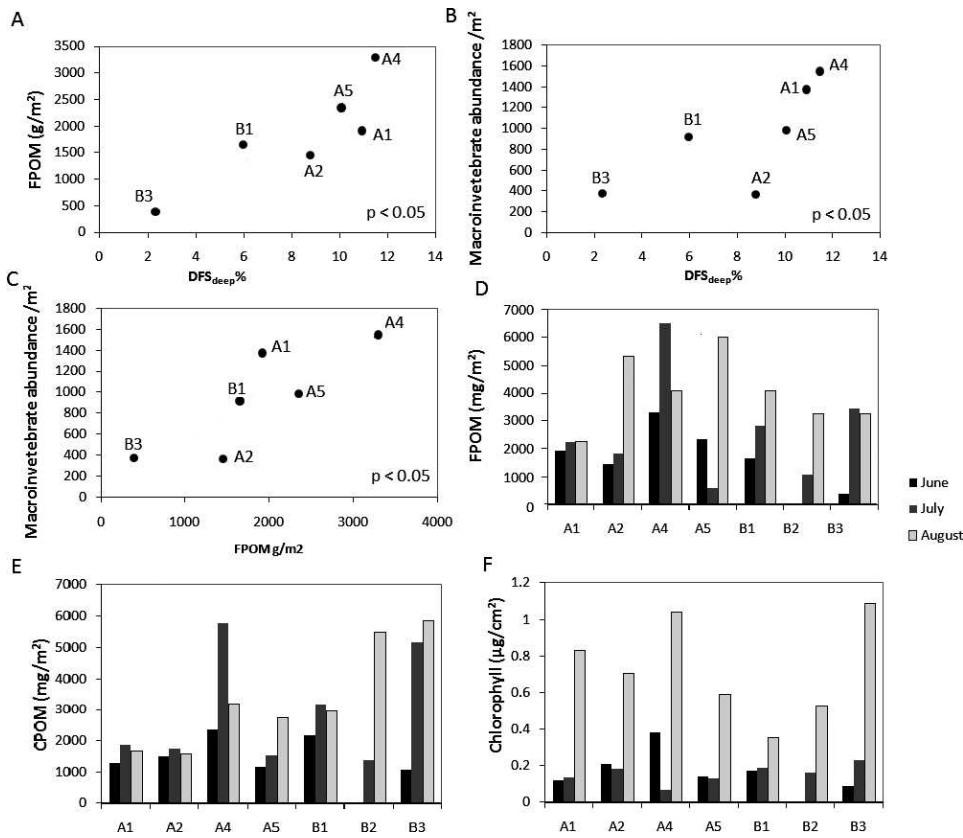 A
FPOM (g/m²)
3500
3000
2500
2000
1500
1000
500
0
A4
A5
B1
A1
A2
B3
p < 0.05
0 2 4 6 8 10 12 14
DFSdeep%
B
Macroinvetebrate abundance /m²
1800
1600
1400
1200
1000
800
600
400
200
0
A4
A1
B1
A5
B3
A2
p < 0.05
0 2 4 6 8 10 12 14
DFSdeep%
C
Macroinvetebrate abundance /m²
1800
1600
1400
1200
1000
800
600
400
200
0
A4
A1
B1
A5
B3
A2
p < 0.05
0 1000 2000 3000 4000
FPOM g/m2
D
FPOM (mg/m²)
7000
6000
5000
4000
3000
2000
1000
0
A1 A2 A4 A5 B1 B2 B3
June
July
August
E
CPOM (mg/m²)
7000
6000
5000
4000
3000
2000
1000
0
A1 A2 A4 A5 B1 B2 B3
F
Chlorophyll (µg/cm²)
1.2
1
0.8
0.6
0.4
0.2
0
A1 A2 A4 A5 B1 B2 B3